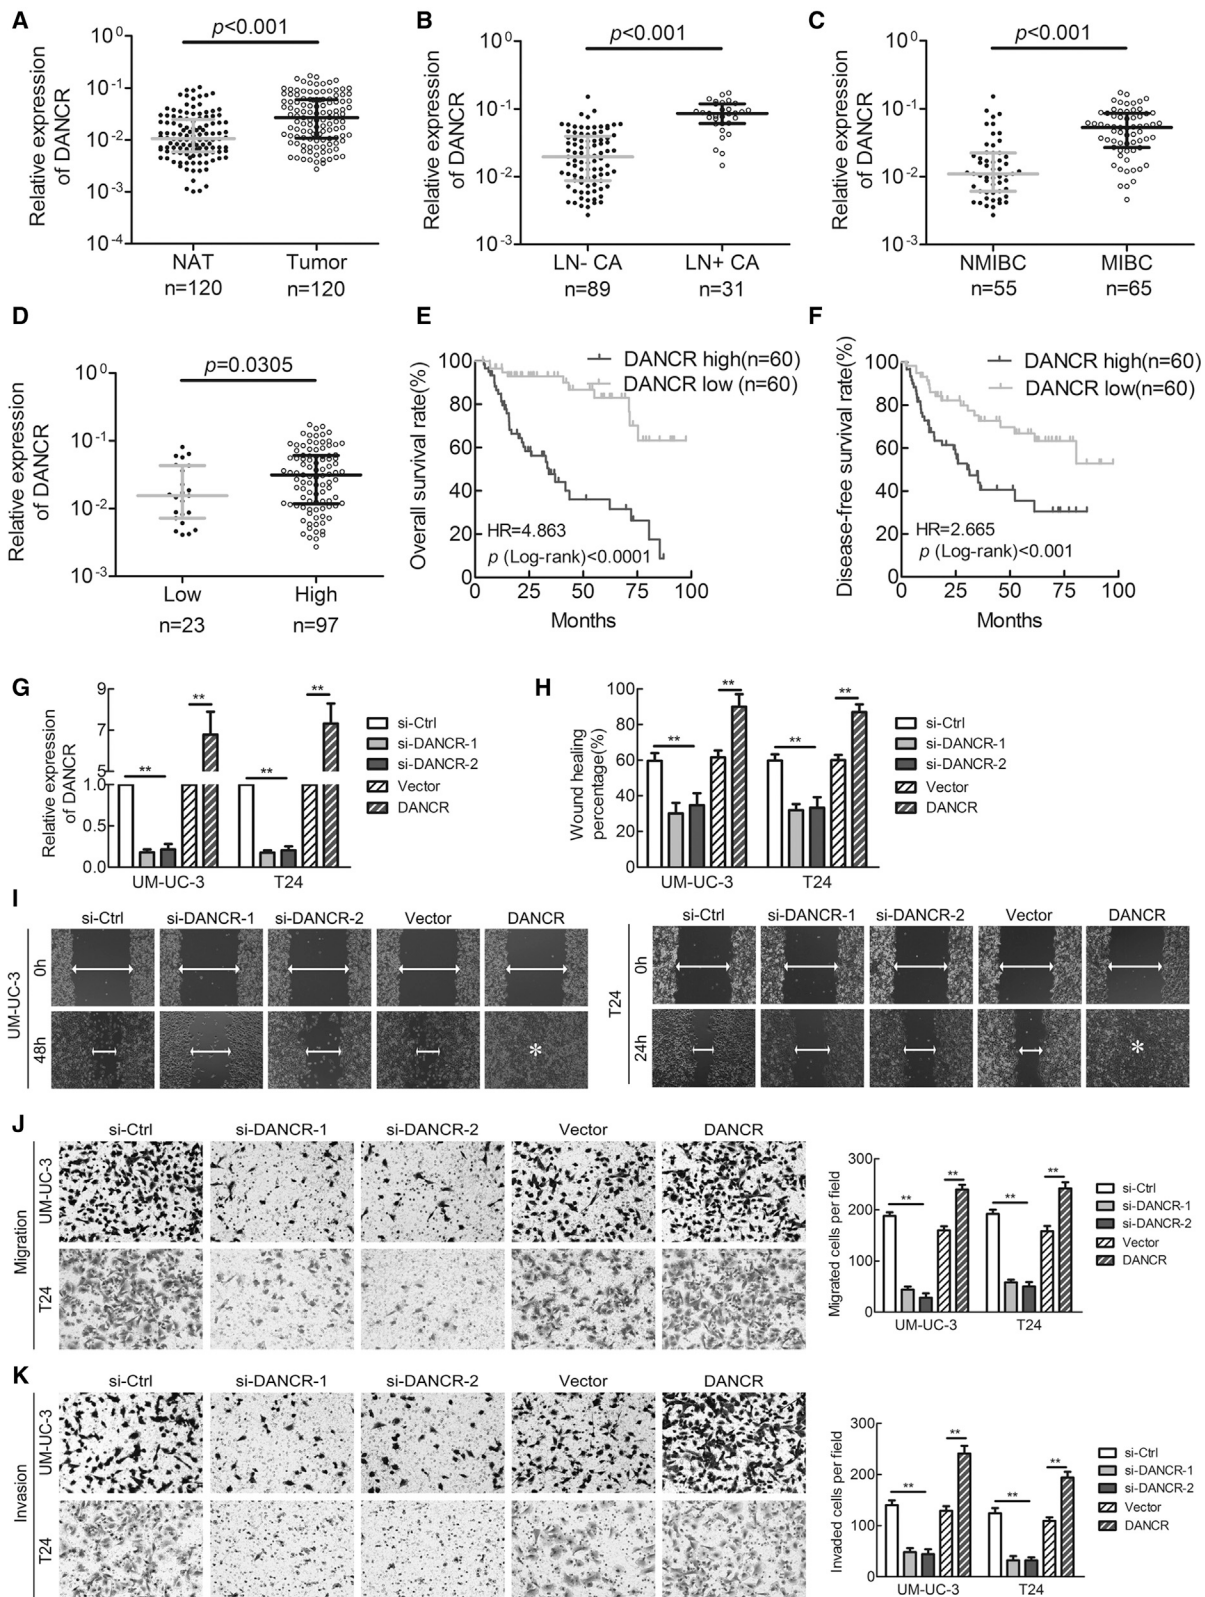 A
p<0.001
Relative expression
of DANCR
10⁰
10⁻¹
10⁻²
10⁻³
10⁻⁴
NAT Tumor
n=120 n=120
B
p<0.001
Relative expression
of DANCR
10⁰
10⁻¹
10⁻²
10⁻³
LN- CA LN+ CA
n=89 n=31
C
p<0.001
Relative expression
of DANCR
10⁰
10⁻¹
10⁻²
10⁻³
NMIBC MIBC
n=55 n=65
D
p=0.0305
Relative expression
of DANCR
10⁰
10⁻¹
10⁻²
10⁻³
Low High
n=23 n=97
E
Overall survival rate(%)
100
80
60
40
20
0
DANCR high(n=60)
DANCR low (n=60)
HR=4.863
p (Log-rank)<0.0001
0 25 50 75 100
Months
F
Disease-free survival rate(%)
100
80
60
40
20
0
DANCR high(n=60)
DANCR low(n=60)
HR=2.665
p (Log-rank)<0.001
0 25 50 75 100
Months
G
Relative expression
of DANCR
9
7
5
1.0
0.5
0.0
** ** ** **
UM-UC-3 T24
si-Ctrl
si-DANCR-1
si-DANCR-2
Vector
DANCR
H
Wound healing
percentage(%)
100
80
60
40
20
0
** ** ** **
UM-UC-3 T24
si-Ctrl
si-DANCR-1
si-DANCR-2
Vector
DANCR
I
si-Ctrl si-DANCR-1 si-DANCR-2 Vector DANCR
UM-UC-3
0h
48h
*
si-Ctrl si-DANCR-1 si-DANCR-2 Vector DANCR
T24
0h
24h
*
J
si-Ctrl si-DANCR-1 si-DANCR-2 Vector DANCR
Migration
UM-UC-3
T24
Migrated cells per field
300
200
100
0
** ** ** **
UM-UC-3 T24
si-Ctrl
si-DANCR-1
si-DANCR-2
Vector
DANCR
K
si-Ctrl si-DANCR-1 si-DANCR-2 Vector DANCR
Invasion
UM-UC-3
T24
Invaded cells per field
300
200
100
0
** ** ** **
UM-UC-3 T24
si-Ctrl
si-DANCR-1
si-DANCR-2
Vector
DANCR